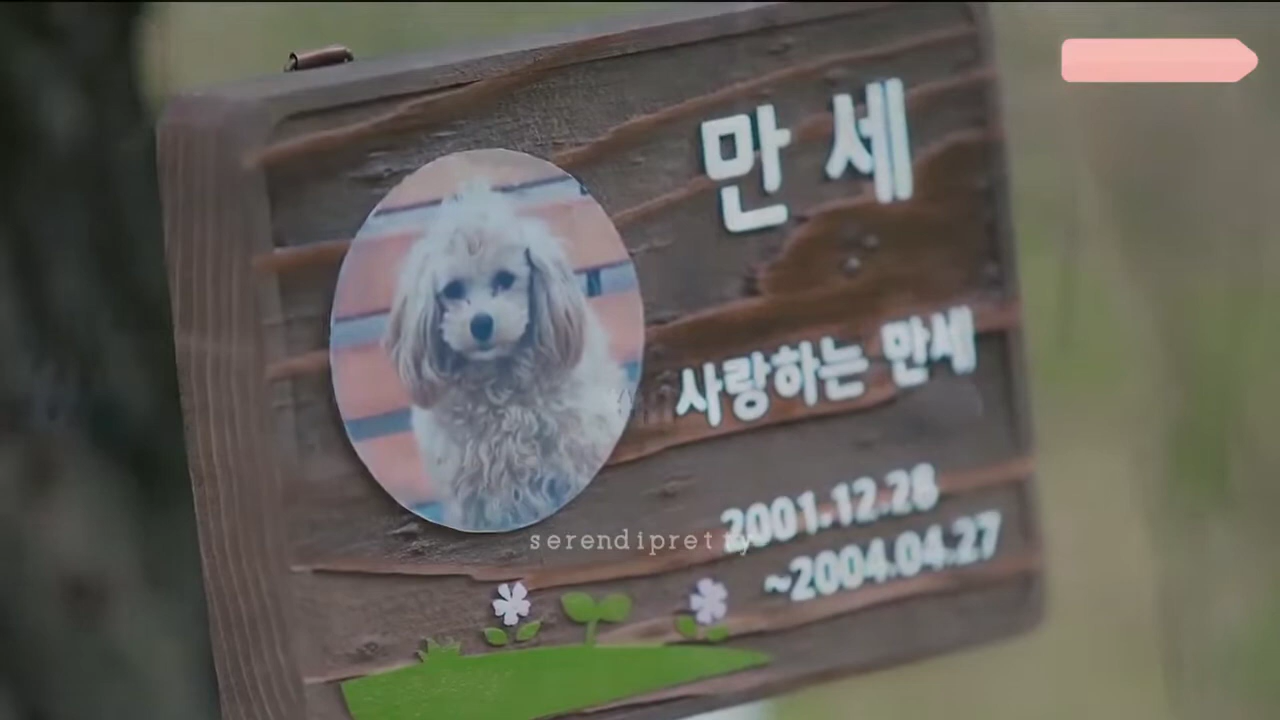 만세
사랑하는 만세
2001.12.28
~2004.04.27
serendipretty